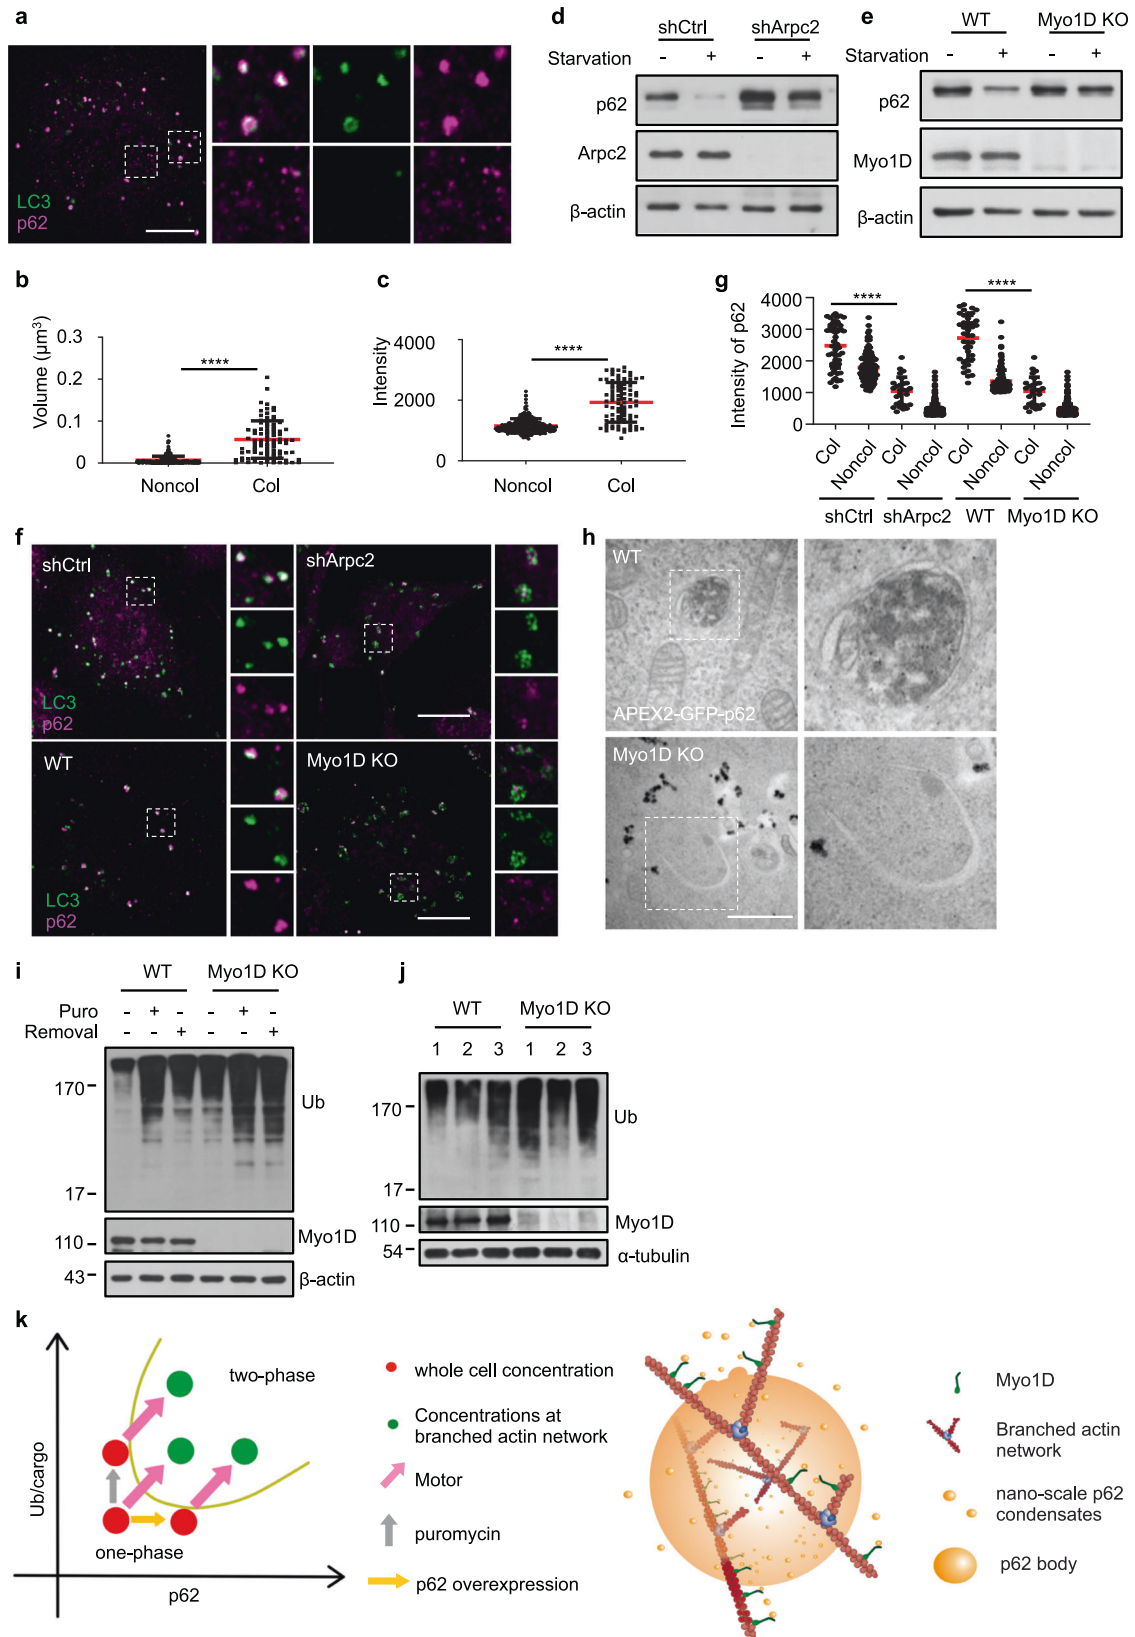 a
LC3
p62
b
Volume (µm³)
0.3
0.2
0.1
0
****
Noncol Col
c
Intensity
4000
2000
0
****
Noncol Col
d
shCtrl shArpc2
Starvation - + - +
p62
Arpc2
β-actin
e
WT Myo1D KO
Starvation - + - +
p62
Myo1D
β-actin
g
Intensity of p62
4000
3000
2000
1000
0
**** ****
Col Noncol Col Noncol Col Noncol Col Noncol
shCtrl shArpc2 WT Myo1D KO
f
shCtrl
LC3
p62
shArpc2
WT
LC3
p62
Myo1D KO
h
WT
APEX2-GFP-p62
Myo1D KO
i
WT Myo1D KO
Puro - + - - + -
Removal - - + - - +
170
Ub
17
110
Myo1D
43
β-actin
j
WT Myo1D KO
1 2 3 1 2 3
170
Ub
17
110
Myo1D
54
α-tubulin
k
Ub/cargo
two-phase
one-phase
p62
whole cell concentration
Concentrations at
branched actin network
Motor
puromycin
p62 overexpression
Myo1D
Branched actin
network
nano-scale p62
condensates
p62 body